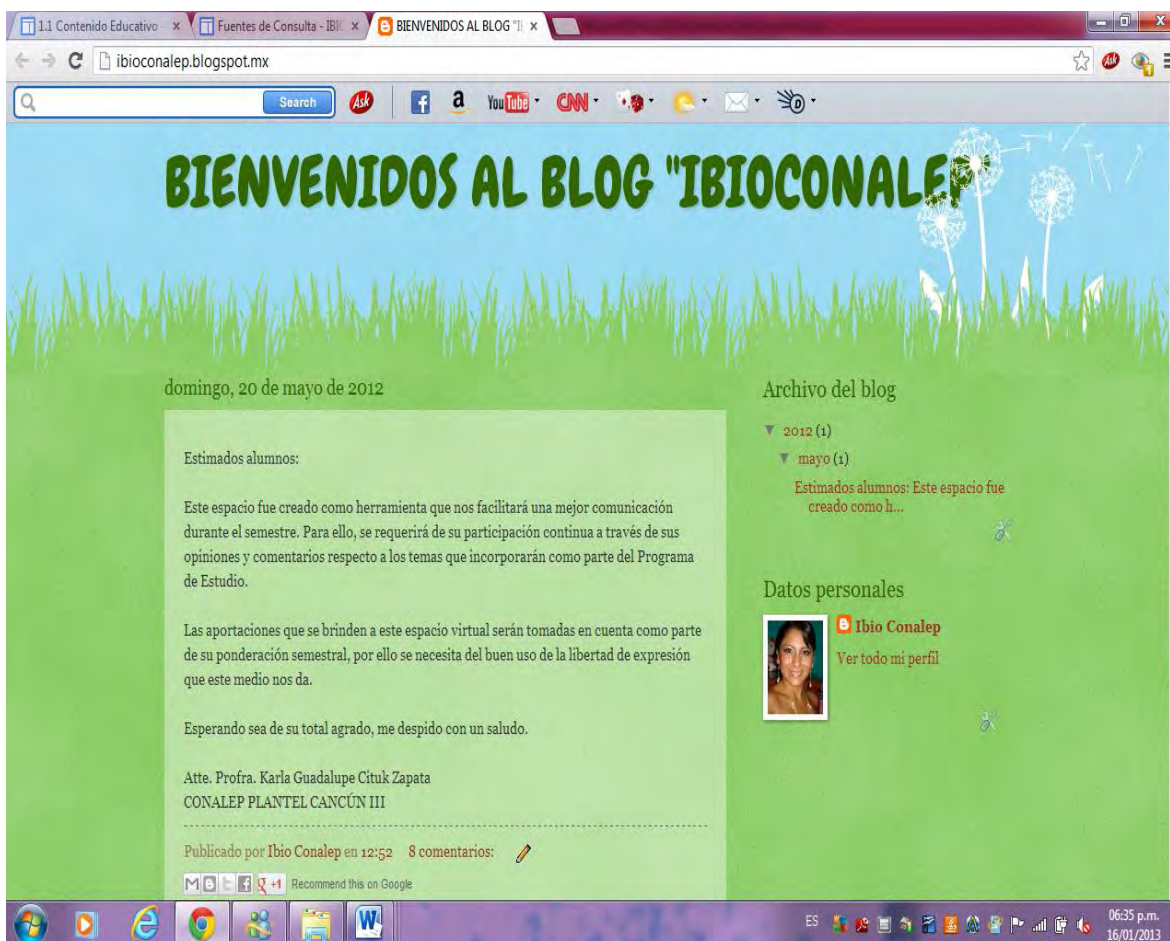 1.1 Contenido Educativo
Fuentes de Consulta - IBIO
BIENVENIDOS AL BLOG "I
ibioconalep.blogspot.mx
Search
Ask
a
YouTube
CNN
BIENVENIDOS AL BLOG "IBIOCONALEP
domingo, 20 de mayo de 2012
Estimados alumnos:
Este espacio fue creado como herramienta que nos facilitará una mejor comunicación
durante el semestre. Para ello, se requerirá de su participación continua a través de sus
opiniones y comentarios respecto a los temas que incorporarán como parte del Programa
de Estudio.
Las aportaciones que se brinden a este espacio virtual serán tomadas en cuenta como parte
de su ponderación semestral, por ello se necesita del buen uso de la libertad de expresión
que este medio nos da.
Esperando sea de su total agrado, me despido con un saludo.
Atte. Profra. Karla Guadalupe Cituk Zapata
CONALEP PLANTEL CANCÚN III
Publicado por Ibio Conalep en 12:52 8 comentarios:
+1 Recommend this on Google
Archivo del blog
▼ 2012 (1)
▼ mayo (1)
Estimados alumnos: Este espacio fue
creado como h...
Datos personales
Ibio Conalep
Ver todo mi perfil
ES
06:35 p.m.
16/01/2013